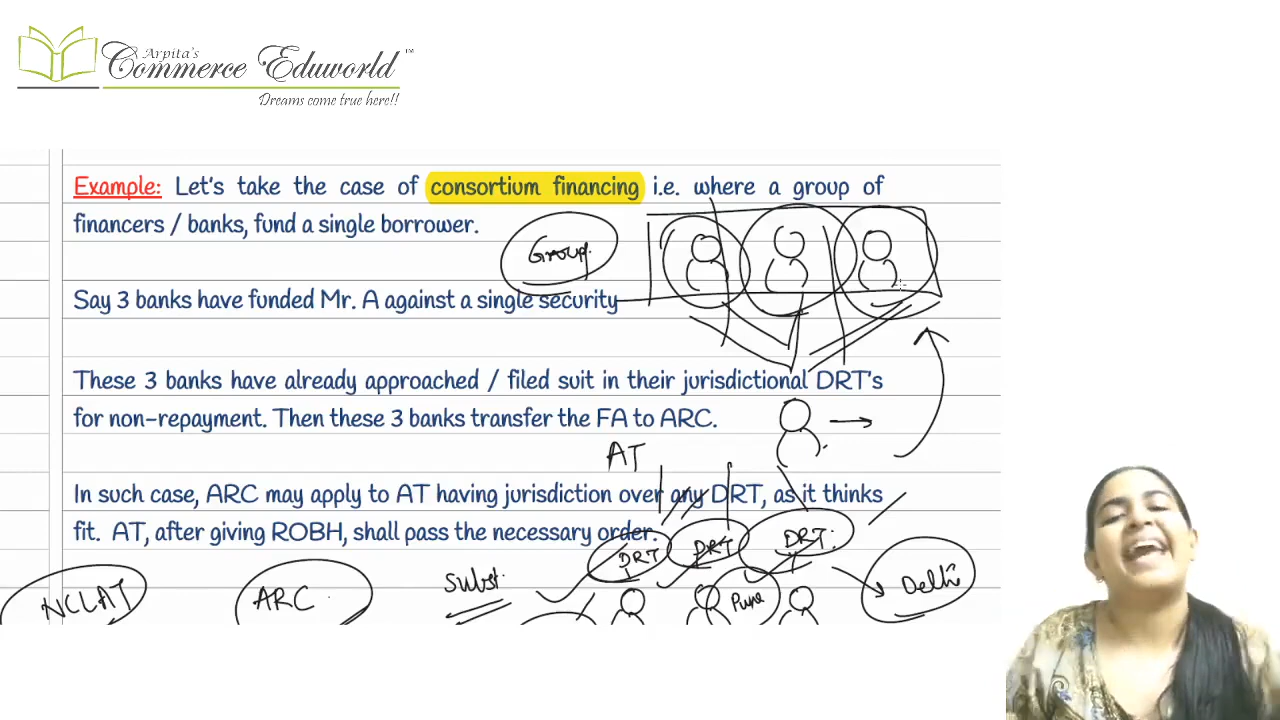 Arpita's
Commerce Eduworld™
Dreams come true here!!
Example: Let's take the case of consortium financing i.e. where a group of
financers / banks, fund a single borrower.
Group.
Say 3 banks have funded Mr. A against a single security
These 3 banks have already approached / filed suit in their jurisdictional DRT's
for non-repayment. Then these 3 banks transfer the FA to ARC.
AT
In such case, ARC may apply to AT having jurisdiction over any DRT, as it thinks
fit. AT, after giving ROBH, shall pass the necessary order.
DRT DRT DRT.
NCLAT ARC Subst. Pune Delhi